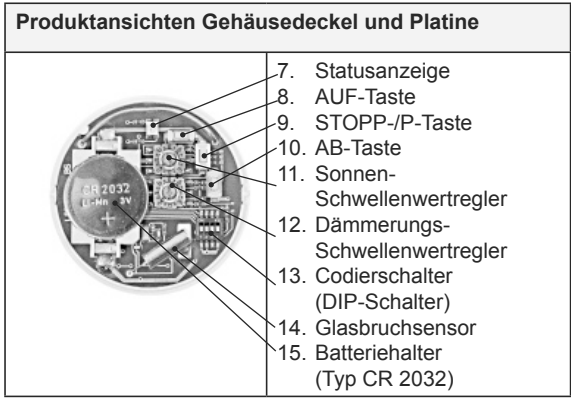 Produktansichten Gehäusedeckel und Platine
7. Statusanzeige
8. AUF-Taste
9. STOPP-/P-Taste
10. AB-Taste
11. Sonnen-
Schwellenwertregler
12. Dämmerungs-
Schwellenwertregler
13. Codierschalter
(DIP-Schalter)
14. Glasbruchsensor
15. Batteriehalter
(Typ CR 2032)
CR 2032
Li-Mn 3V
+